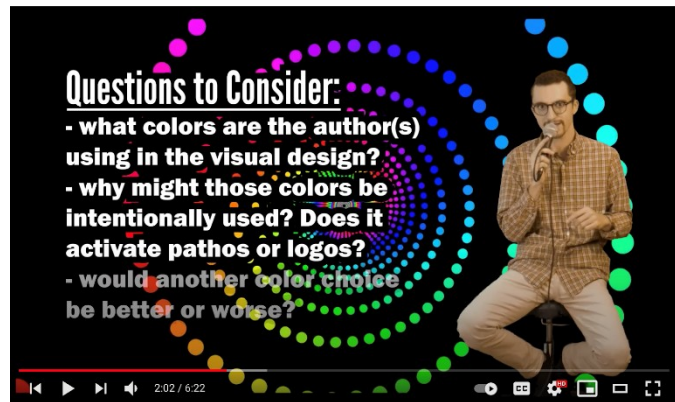 Questions to Consider:
- what colors are the author(s)
using in the visual design?
- why might those colors be
intentionally used? Does it
activate pathos or logos?
- would another color choice
be better or worse?
2:02 / 6:22
CC
HD